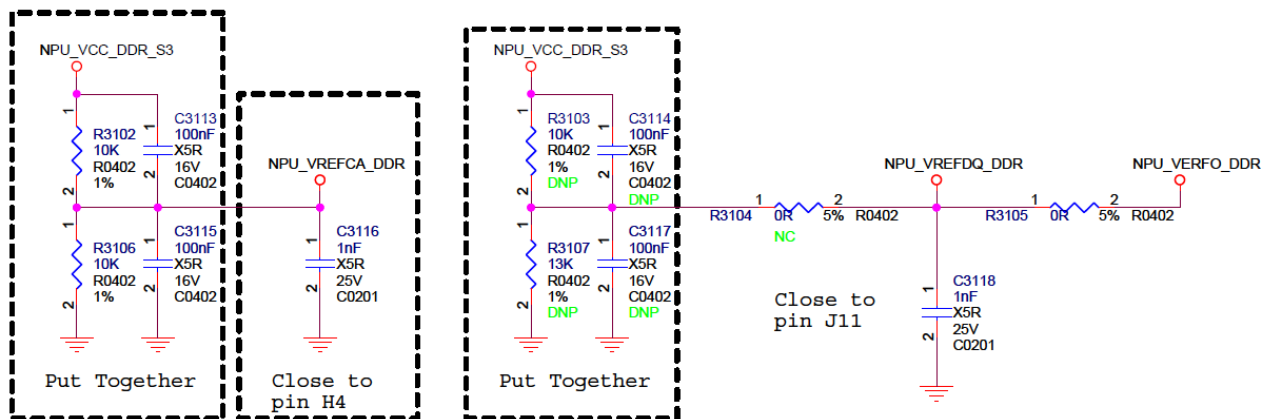 NPU_VCC_DDR_S3
1
R3102
10K
R0402
1%
2
1
C3113
100nF
X5R
16V
C0402
2
1
R3106
10K
R0402
1%
2
1
C3115
100nF
X5R
16V
C0402
2
Put Together
NPU_VREFCA_DDR
1
C3116
1nF
X5R
25V
C0201
2
Close to
pin H4
NPU_VCC_DDR_S3
1
R3103
10K
R0402
1%
DNP
2
1
C3114
100nF
X5R
16V
C0402
DNP
2
1
R3107
13K
R0402
1%
DNP
2
1
C3117
100nF
X5R
16V
C0402
DNP
2
Put Together
1 2
R3104 0R 5% R0402
NC
Close to
pin J11
NPU_VREFDQ_DDR
1
C3118
1nF
X5R
25V
C0201
2
1 2
R3105 0R 5% R0402
NPU_VERFO_DDR